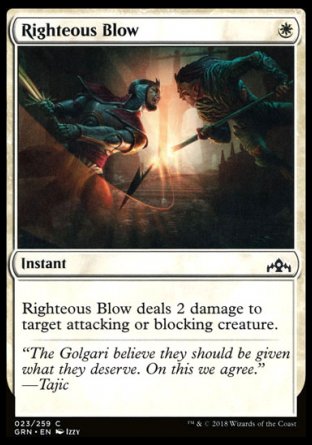 Righteous Blow
Instant
Righteous Blow deals 2 damage to
target attacking or blocking creature.
“The Golgari believe they should be given
what they deserve. On this we agree.”
—Tajic
023/259 C
GRN • EN Izzy
™ & © 2018 Wizards of the Coast